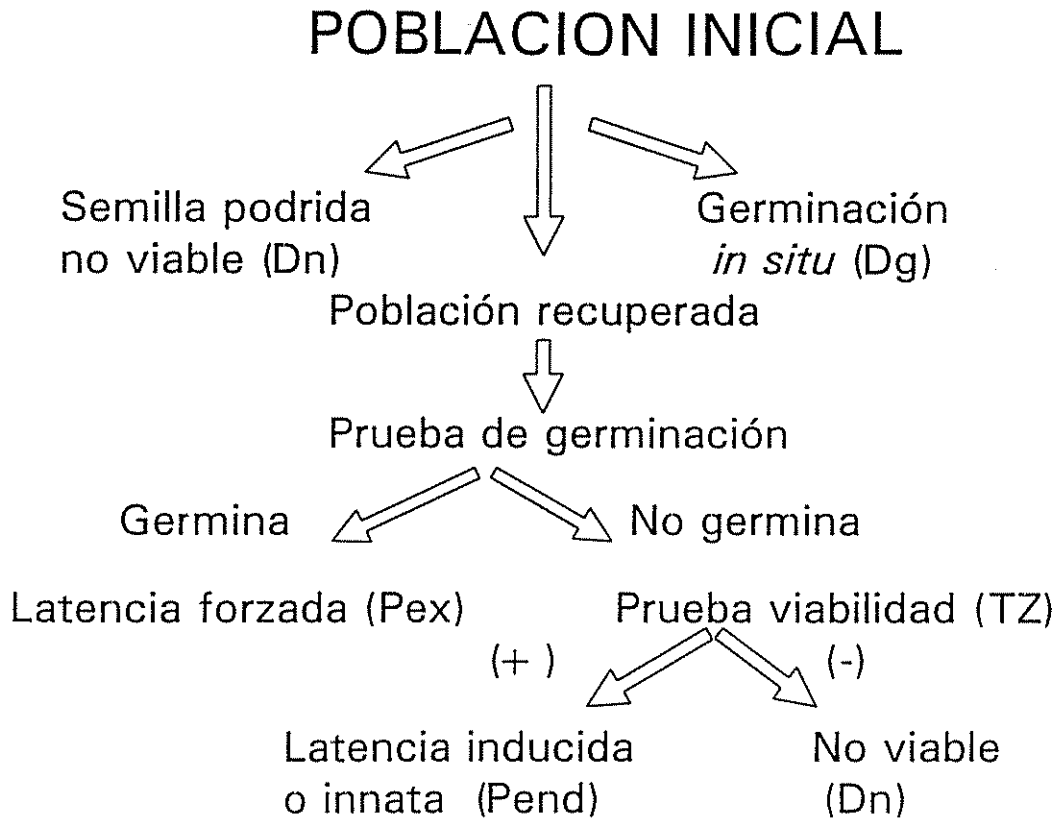 POBLACION INICIAL
Semilla podrida
no viable (Dn)
Germinación
in situ (Dg)
Población recuperada
Prueba de germinación
Germina
No germina
Latencia forzada (Pex)
Prueba viabilidad (TZ)
(+ )
(-)
Latencia inducida
o innata (Pend)
No viable
(Dn)